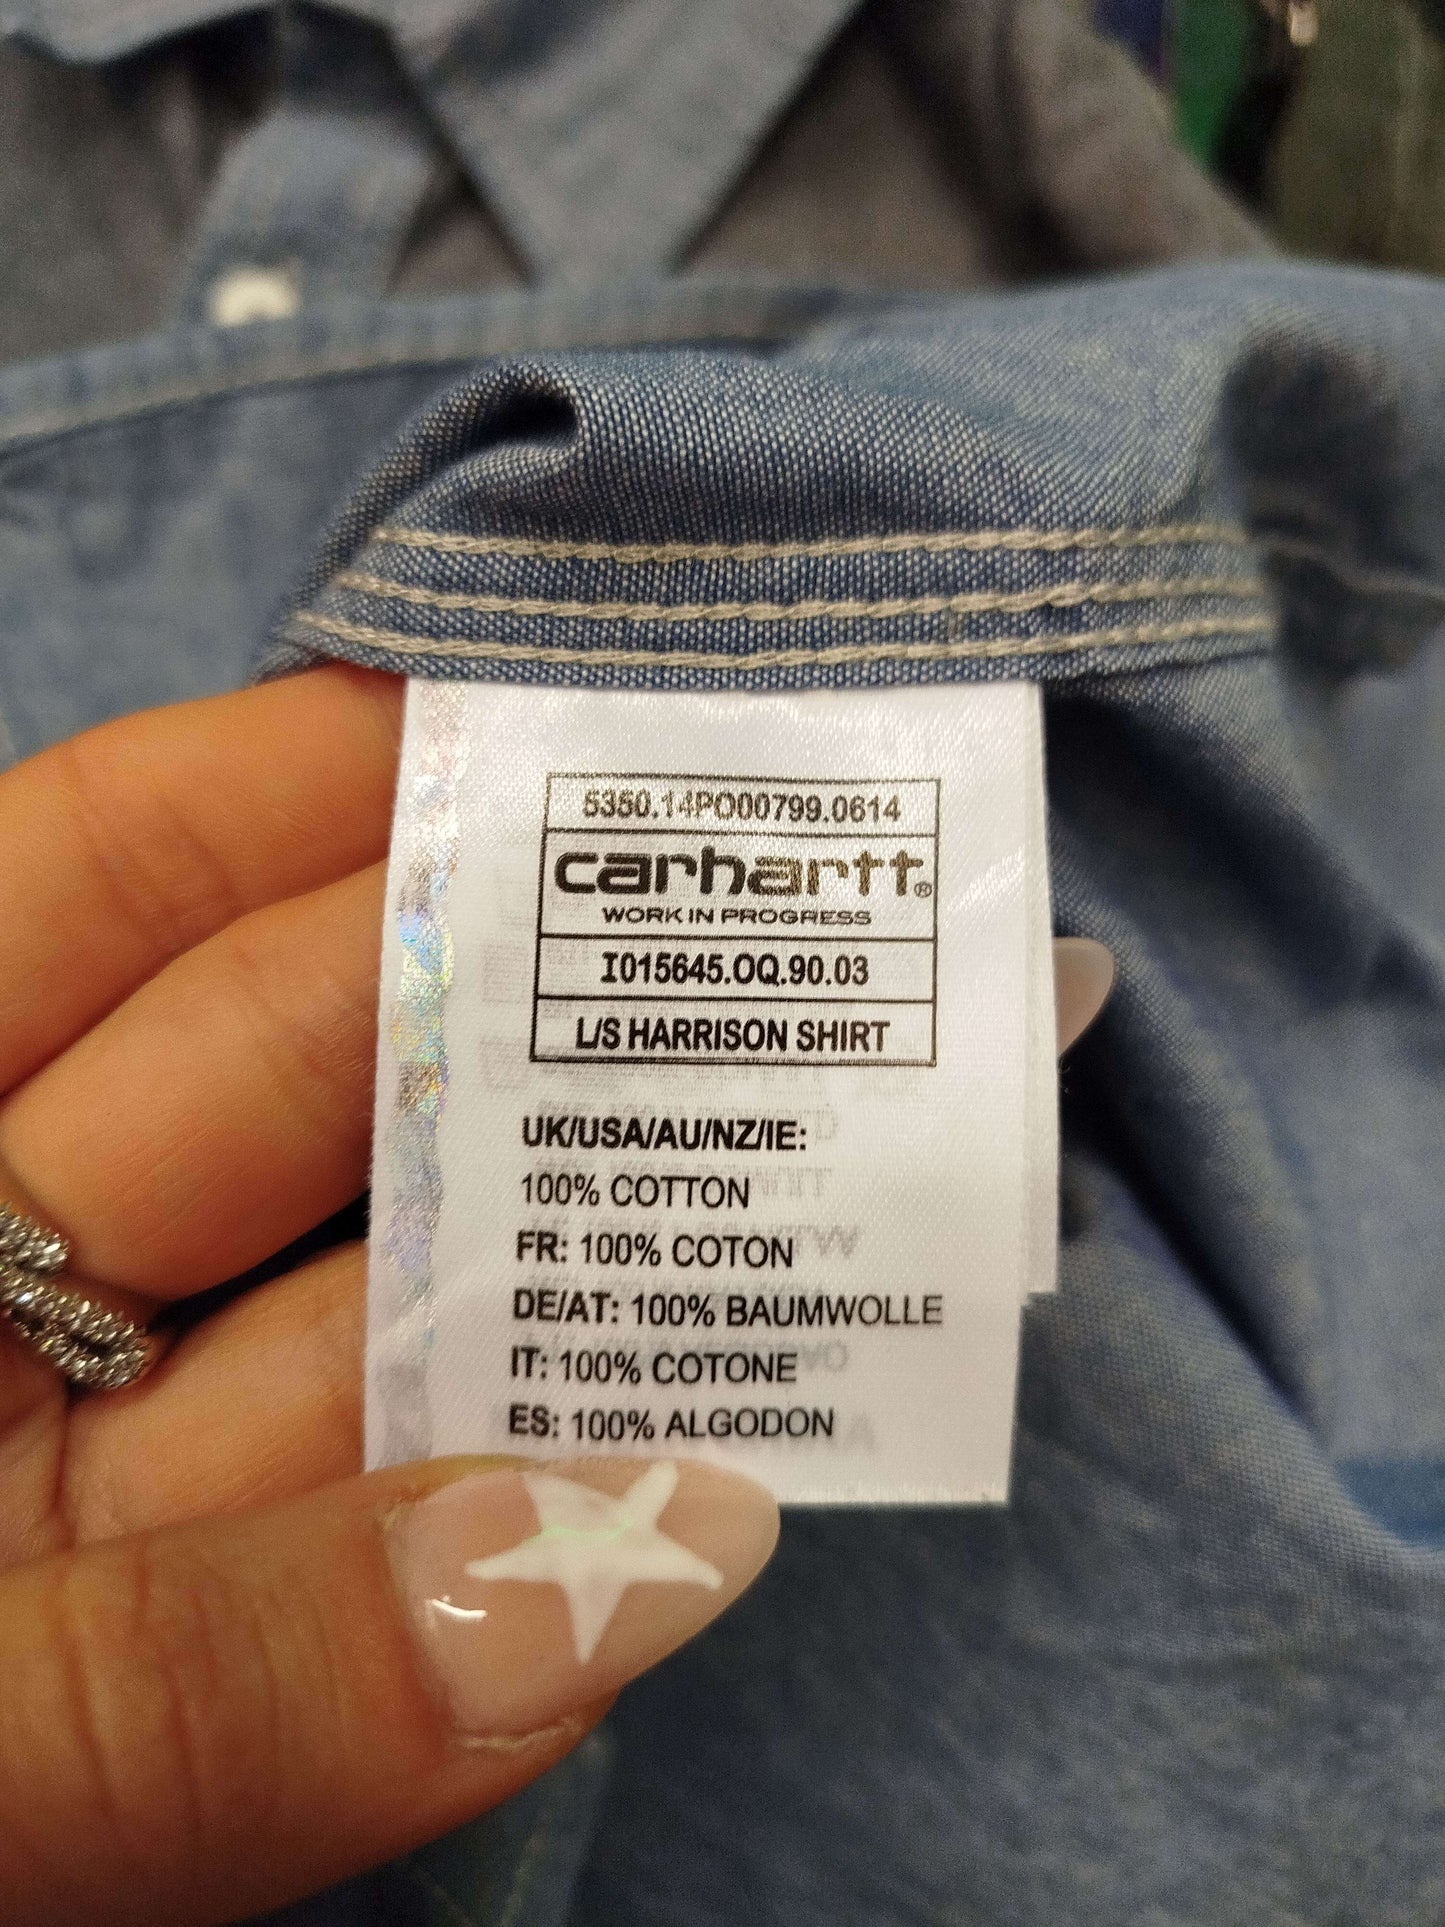 5350.14PO00799.0614
carhartt®
WORK IN PROGRESS
I015645.OQ.90.03
L/S HARRISON SHIRT
UK/USA/AU/NZ/IE:
100% COTTON
FR: 100% COTON
DE/AT: 100% BAUMWOLLE
IT: 100% COTONE
ES: 100% ALGODON